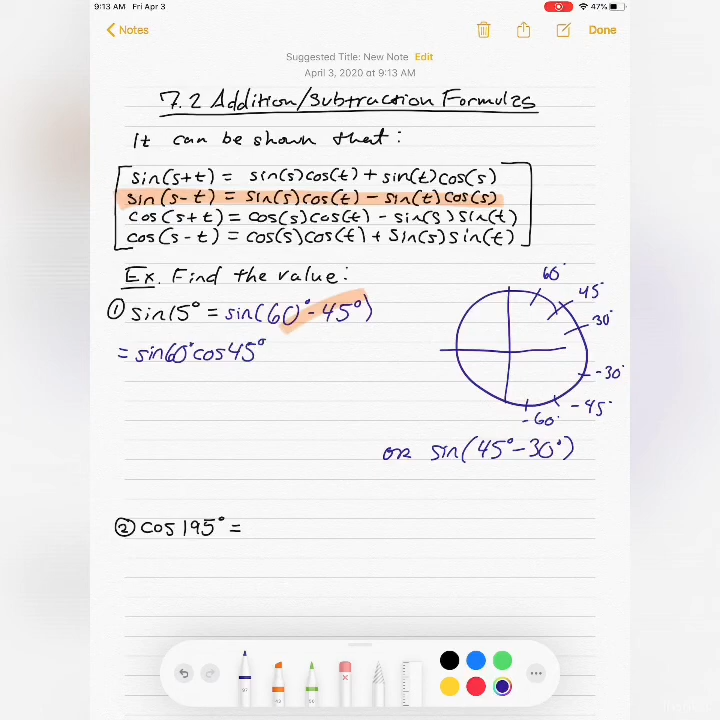 9:13 AM Fri Apr 3
47%
Notes
Done
Suggested Title: New Note Edit
April 3, 2020 at 9:13 AM
7.2 Addition/Subtraction Formulas
It can be shown that:
sin(s+t) = sin(s)cos(t) + sin(t)cos(s)
sin(s-t) = sin(s)cos(t) - sin(t)cos(s)
cos(s+t) = cos(s)cos(t) - sin(s)sin(t)
cos(s-t) = cos(s)cos(t) + sin(s)sin(t)
Ex. Find the value:
① sin15° = sin(60°-45°)
= sin60°cos45°
60°
45°
30°
-30°
-45°
-60°
or sin(45°-30°)
② cos195° =